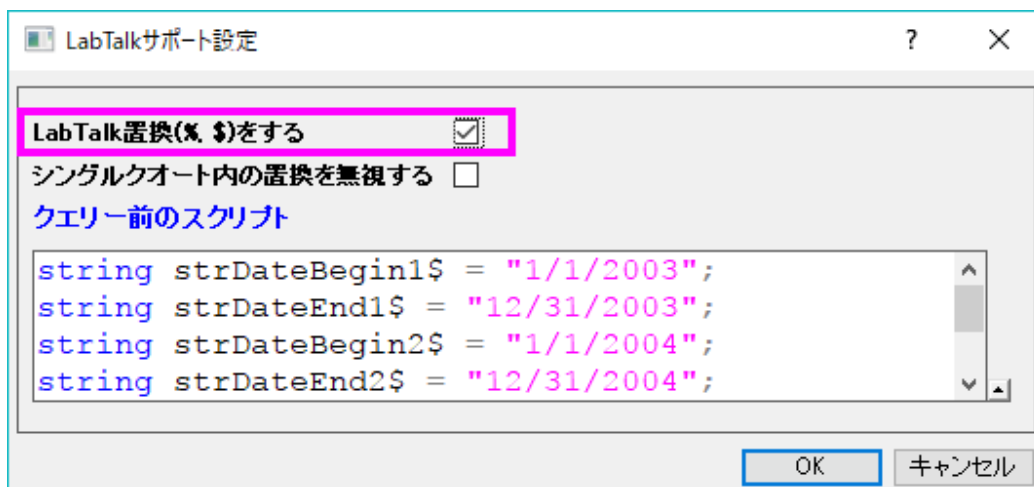 LabTalkサポート設定 ? ×
LabTalk置換(%, $)をする
シングルクオート内の置換を無視する
クエリー前のスクリプト
string strDateBegin1$ = "1/1/2003";
string strDateEnd1$ = "12/31/2003";
string strDateBegin2$ = "1/1/2004";
string strDateEnd2$ = "12/31/2004";
OK キャンセル